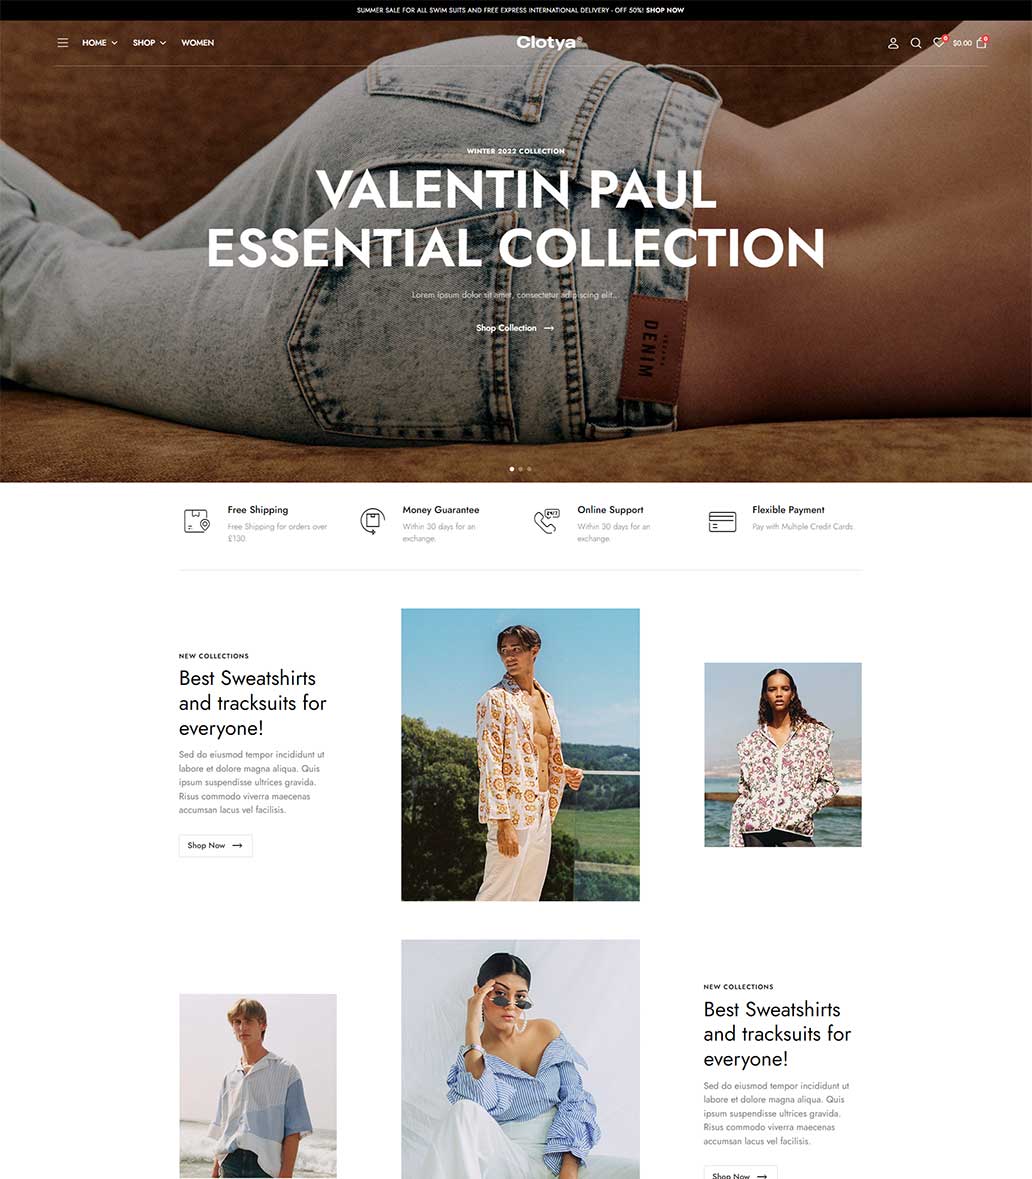 SUMMER SALE FOR ALL SWIM SUITS AND FREE EXPRESS INTERNATIONAL DELIVERY - OFF 50%! SHOP NOW
HOME SHOP WOMEN
Clotya®
0
$0.00 0
WINTER 2022 COLLECTION
VALENTIN PAUL
ESSENTIAL COLLECTION
Lorem ipsum dolor sit amet, consectetur adipiscing elit...
Shop Collection
DENIM
Free Shipping
Free Shipping for orders over
£130
Money Guarantee
Within 30 days for an
exchange.
24/7
Online Support
Within 30 days for an
exchange.
Flexible Payment
Pay with Multiple Credit Cards
NEW COLLECTIONS
Best Sweatshirts
and tracksuits for
everyone!
Sed do eiusmod tempor incididunt ut
labore et dolore magna aliqua. Quis
ipsum suspendisse ultrices gravida.
Risus commodo viverra maecenas
accumsan lacus vel facilisis.
Shop Now
NEW COLLECTIONS
Best Sweatshirts
and tracksuits for
everyone!
Sed do eiusmod tempor incididunt ut
labore et dolore magna aliqua. Quis
ipsum suspendisse ultrices gravida.
Risus commodo viverra maecenas
accumsan lacus vel facilisis.
Shop Now